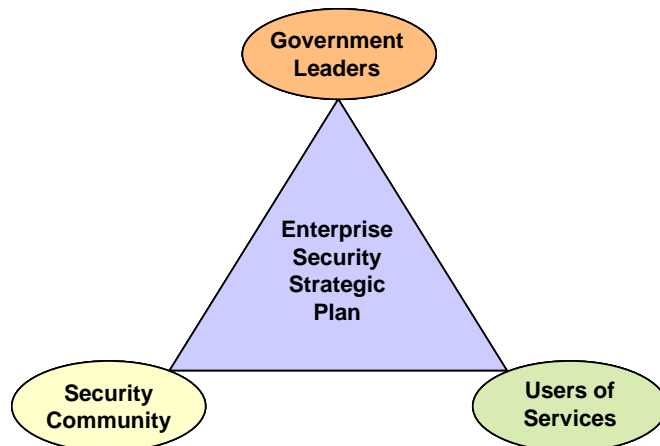 Government
Leaders
Enterprise
Security
Strategic
Plan
Security
Community
Users of
Services